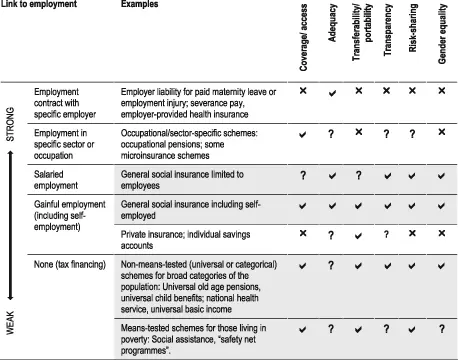 Link to employment Examples Coverage/ access Adequacy Transferability/ portability Transparency Risk-sharing Gender equality
STRONG
WEAK
Employment contract with specific employer
Employer liability for paid maternity leave or employment injury; severance pay, employer-provided health insurance
× ✓ × × × ×
Employment in specific sector or occupation
Occupational/sector-specific schemes: occupational pensions; some microinsurance schemes
✓ ? × ? ? ×
Salaried employment
General social insurance limited to employees
? ✓ ? ✓ ✓ ✓
Gainful employment (including self-employment)
General social insurance including self-employed
✓ ✓ ✓ ✓ ✓ ✓
Private insurance; individual savings accounts
× ? ✓ ? × ×
None (tax financing)
Non-means-tested (universal or categorical) schemes for broad categories of the population: Universal old age pensions, universal child benefits; national health service, universal basic income
✓ ? ✓ ✓ ✓ ✓
Means-tested schemes for those living in poverty: Social assistance, “safety net programmes”.
✓ ? ✓ ? ✓ ?